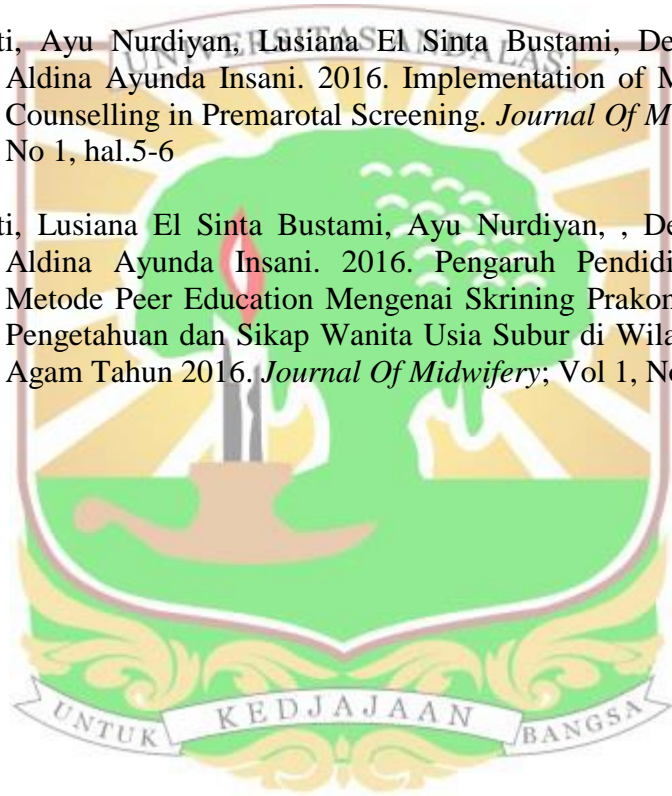 ti, Ayu Nurdiyan, Lusiana El Sinta Bustami, De
Aldina Ayunda Insani. 2016. Implementation of M
Counselling in Premarotal Screening. Journal Of M
No 1, hal.5-6
ti, Lusiana El Sinta Bustami, Ayu Nurdiyan, , De
Aldina Ayunda Insani. 2016. Pengaruh Pendidi
Metode Peer Education Mengenai Skrining Prakon
Pengetahuan dan Sikap Wanita Usia Subur di Wila
Agam Tahun 2016. Journal Of Midwifery; Vol 1, No
UNIVERSITAS ANDALAS
UNTUK KEDJAJAAN BANGSA